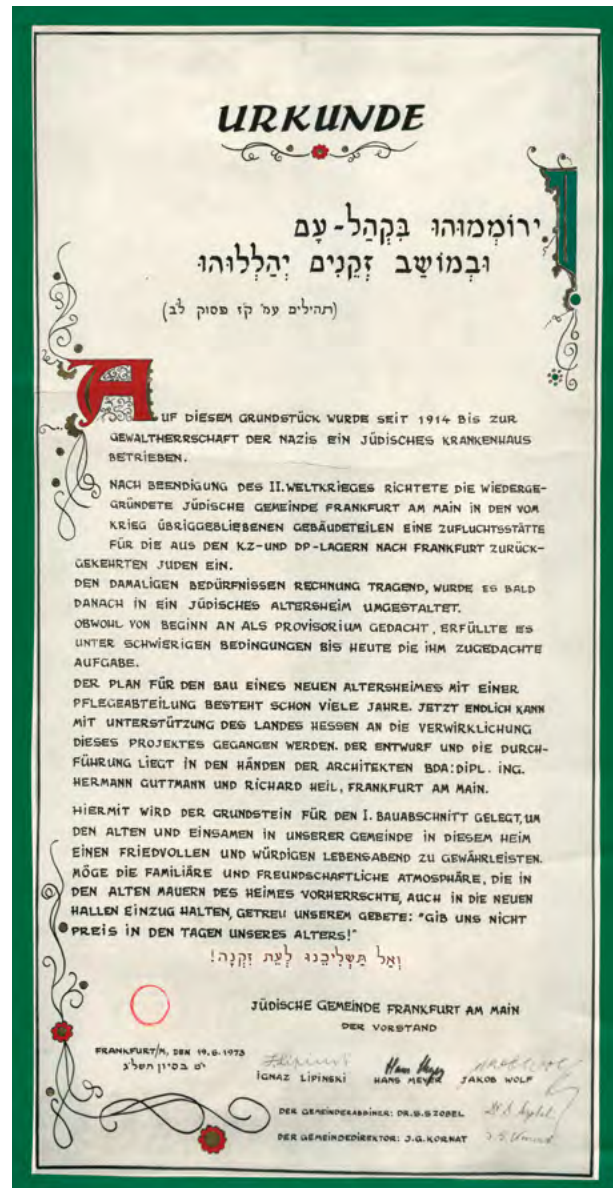 URKUNDE
יְרוֹמְמוּהוּ בִּקְהַל-עָם
וּבְמוֹשַׁב זְקֵנִים יְהַלְלוּהוּ
(תהילים עמ' קז פסוק לב)
AUF DIESEM GRUNDSTÜCK WURDE SEIT 1914 BIS ZUR
GEWALTHERRSCHAFT DER NAZIS EIN JÜDISCHES KRANKENHAUS
BETRIEBEN.
NACH BEENDIGUNG DES II.WELTKRIEGES RICHTETE DIE WIEDERGE-
GRÜNDETE JÜDISCHE GEMEINDE FRANKFURT AM MAIN IN DEN VOM
KRIEG ÜBRIGGEBLIEBENEN GEBÄUDETEILEN EINE ZUFLUCHTSSTÄTTE
FÜR DIE AUS DEN KZ-UND DP-LAGERN NACH FRANKFURT ZURÜCK-
GEKEHRTEN JUDEN EIN.
DEN DAMALIGEN BEDÜRFNISSEN RECHNUNG TRAGEND, WURDE ES BALD
DANACH IN EIN JÜDISCHES ALTERSHEIM UMGESTALTET.
OBWOHL VON BEGINN AN ALS PROVISORIUM GEDACHT, ERFÜLLTE ES
UNTER SCHWIERIGEN BEDINGUNGEN BIS HEUTE DIE IHM ZUGEDACHTE
AUFGABE.
DER PLAN FÜR DEN BAU EINES NEUEN ALTERSHEIMES MIT EINER
PFLEGEABTEILUNG BESTEHT SCHON VIELE JAHRE. JETZT ENDLICH KANN
MIT UNTERSTÜTZUNG DES LANDES HESSEN AN DIE VERWIRKLICHUNG
DIESES PROJEKTES GEGANGEN WERDEN. DER ENTWURF UND DIE DURCH-
FÜHRUNG LIEGT IN DEN HÄNDEN DER ARCHITEKTEN BDA: DIPL. ING.
HERMANN GUTTMANN UND RICHARD HEIL, FRANKFURT AM MAIN.
HIERMIT WIRD DER GRUNDSTEIN FÜR DEN I. BAUABSCHNITT GELEGT, UM
DEN ALTEN UND EINSAMEN IN UNSERER GEMEINDE IN DIESEM HEIM
EINEN FRIEDVOLLEN UND WÜRDIGEN LEBENSABEND ZU GEWÄHRLEISTEN.
MÖGE DIE FAMILIÄRE UND FREUNDSCHAFTLICHE ATMOSPHÄRE, DIE IN
DEN ALTEN MAUERN DES HEIMES VORHERRSCHTE, AUCH IN DIE NEUEN
HALLEN EINZUG HALTEN, GETREU UNSEREM GEBETE: "GIB UNS NICHT
PREIS IN DEN TAGEN UNSERES ALTERS!"
וְאַל תַּשְׁלִיכֵנוּ לְעֵת זִקְנָה!
JÜDISCHE GEMEINDE FRANKFURT AM MAIN
DER VORSTAND
FRANKFURT/M, DEN 19.6.1973
י"ט בסיון תשל"ג
IGNAZ LIPINSKI HANS MEYER JAKOB WOLF
DER GEMEINDERABBINER: DR. S. SZOBEL
DER GEMEINDEDIREKTOR: J.G. KORNAT